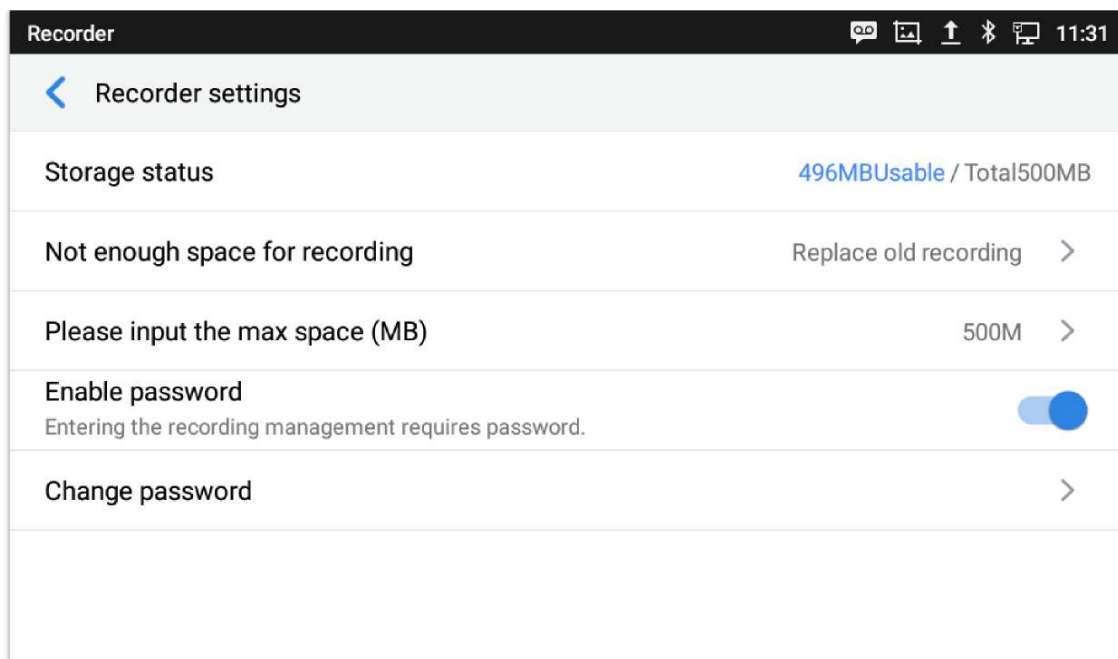 Recorder 11:31
Recorder settings
Storage status 496MBUsable / Total500MB
Not enough space for recording Replace old recording
Please input the max space (MB) 500M
Enable password
Entering the recording management requires password.
Change password